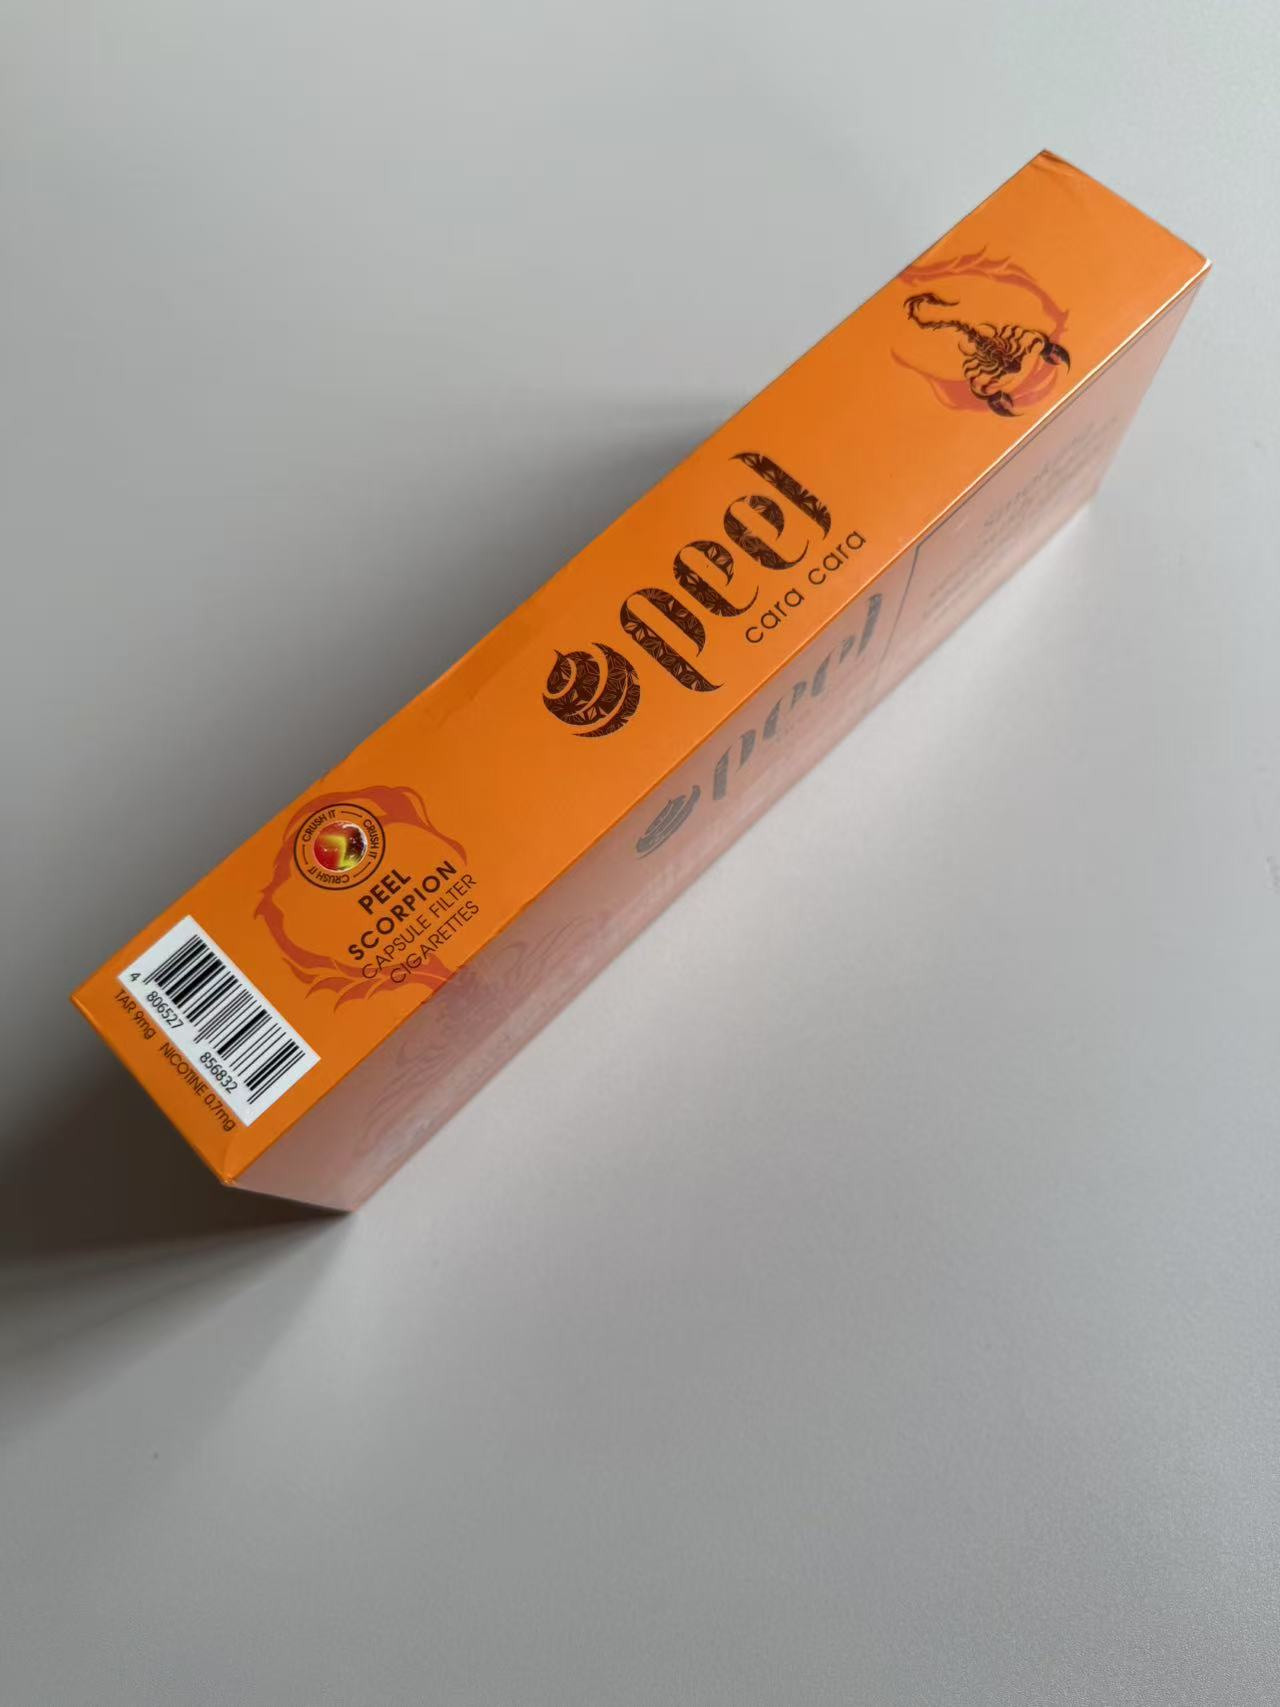 peel
cara cara
CRUSH IT — CRUSH IT — CRUSH IT
PEEL
SCORPION
CAPSULE FILTER
CIGARETTES
4 806527 856832
TAR 9mg NICOTINE 0.7mg
peel